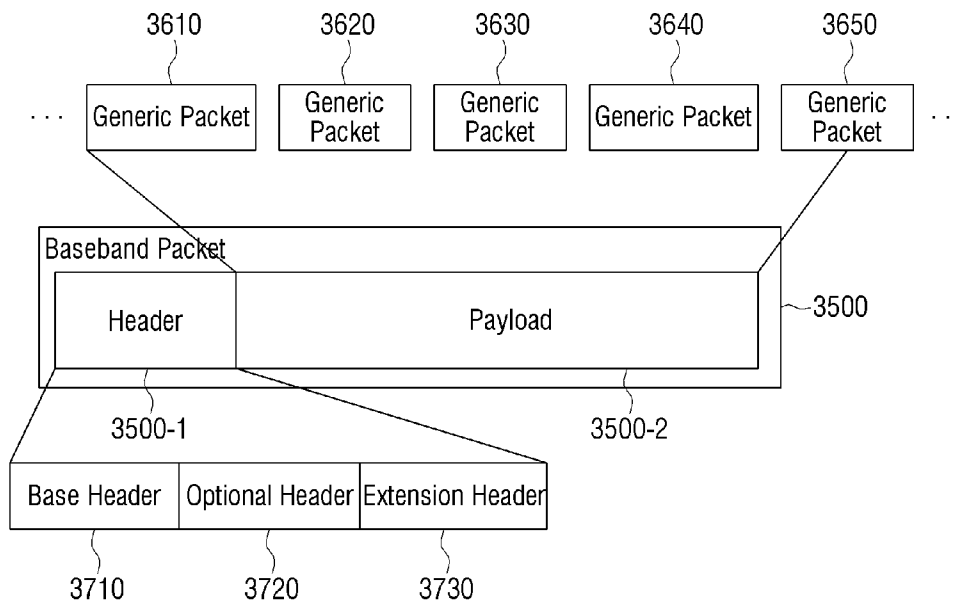 3610 3620 3630 3640 3650
... Generic Packet Generic Packet Generic Packet Generic Packet Generic Packet ..
Baseband Packet
Header Payload 3500
3500-1 3500-2
Base Header Optional Header Extension Header
3710 3720 3730